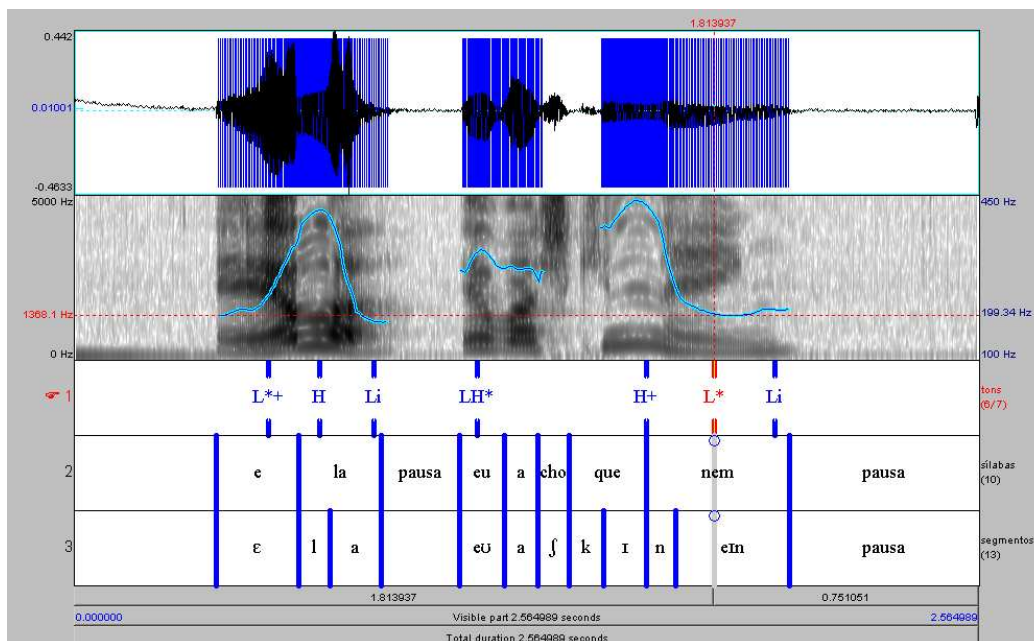 1.813937
0.442
0.01001
-0.4633
5000 Hz 450 Hz
1368.1 Hz 199.34 Hz
0 Hz 100 Hz
1 L*+ H Li LH* H+ L* Li tons (6/7)
2 e la pausa eu a cho que nem pausa sílabas (10)
3 ɛ l a eʊ a ʃ k ɪ n eɪn pausa segmentos (13)
1.813937 0.751051
0.000000 Visible part 2.564989 seconds 2.564989
Total duration 2.564989 seconds